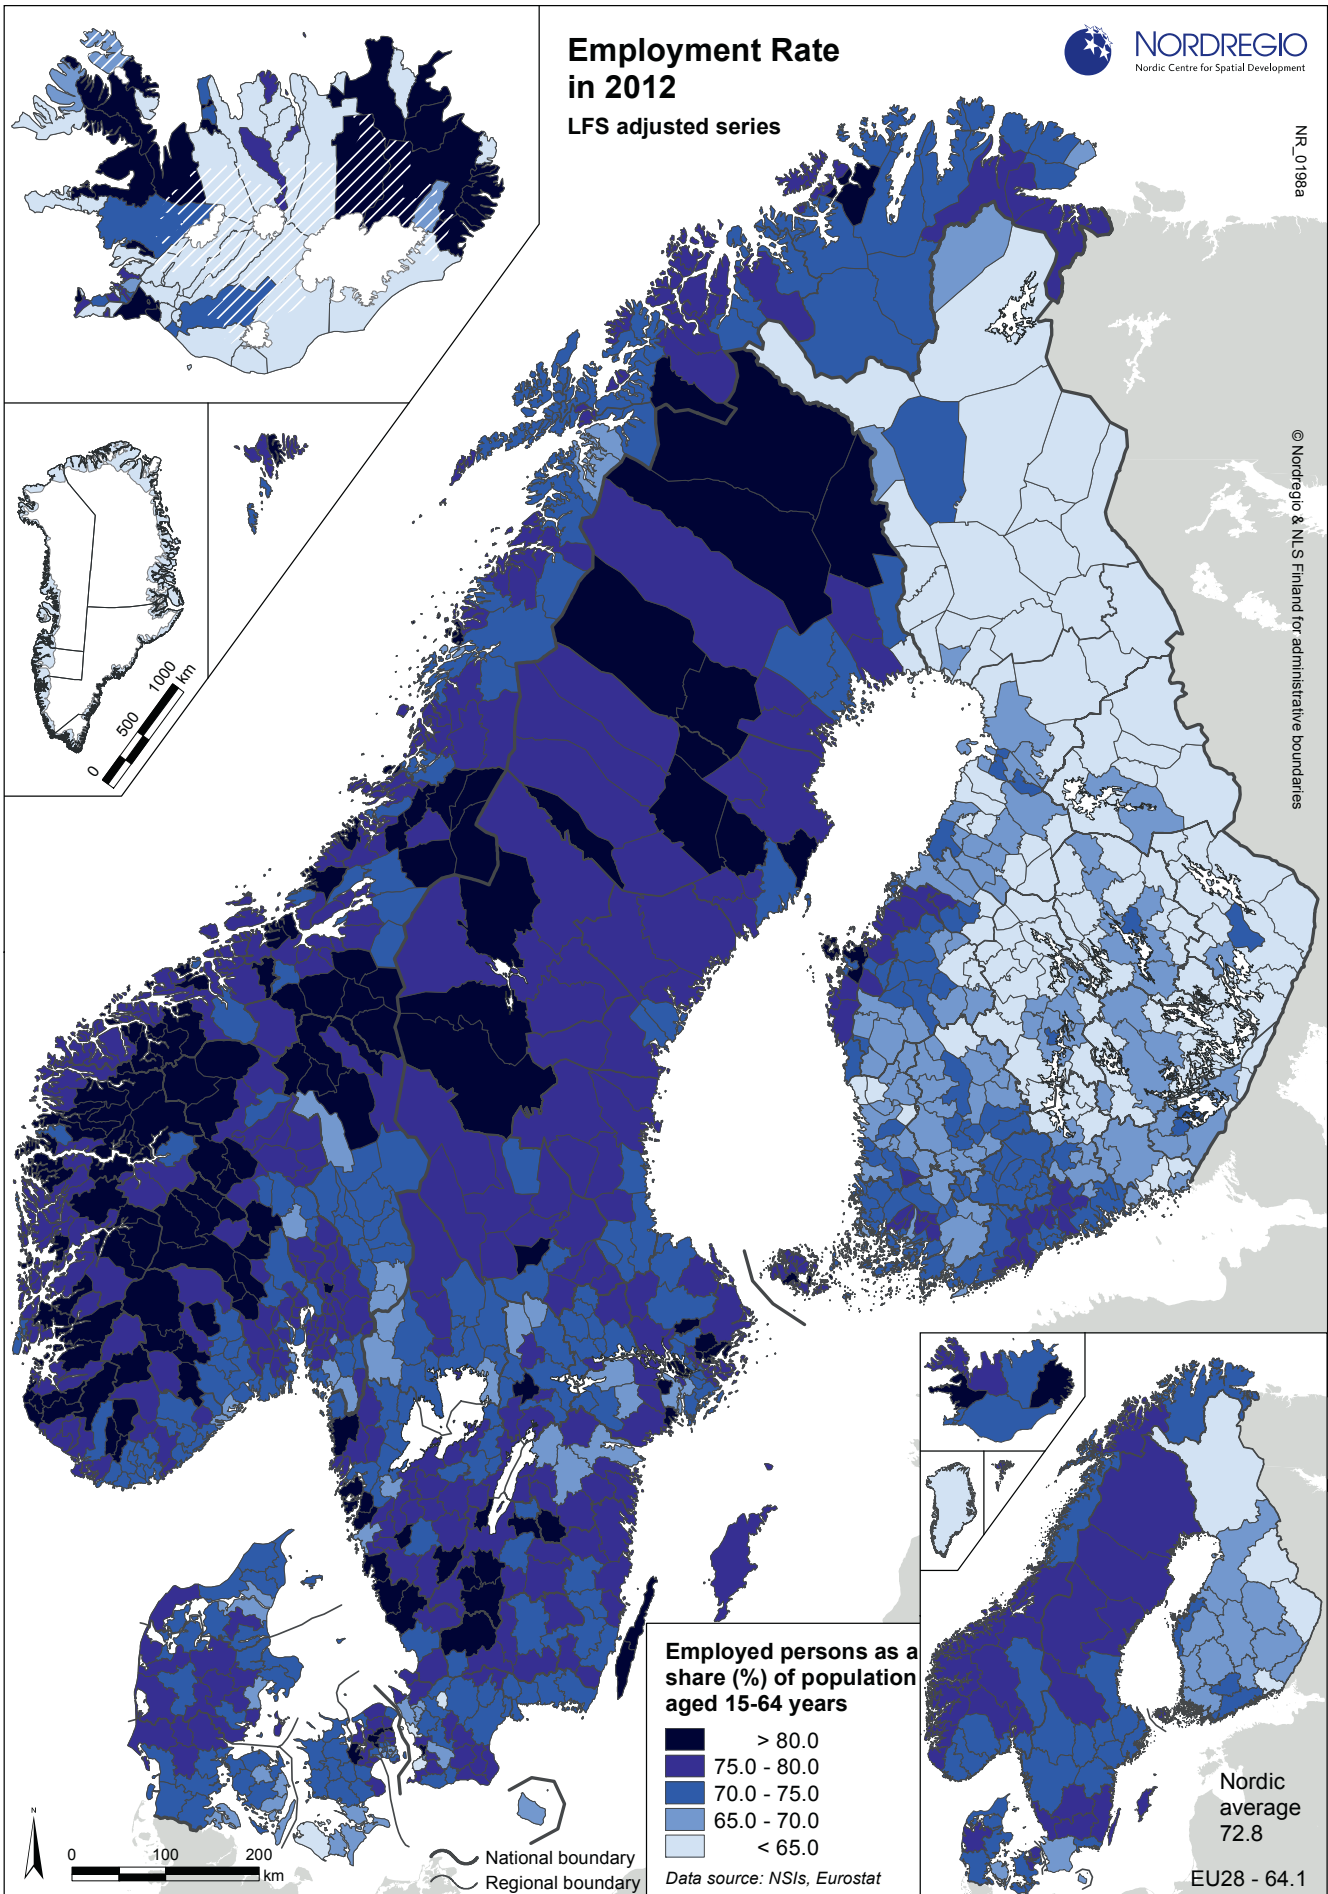 Employment Rate
in 2012
LFS adjusted series
NORDREGIO
Nordic Centre for Spatial Development
NR_0198a
© Nordregio & NLS Finland for administrative boundaries
0 500 1000
km
Employed persons as a
share (%) of population
aged 15-64 years
> 80.0
75.0 - 80.0
70.0 - 75.0
65.0 - 70.0
< 65.0
Data source: NSIs, Eurostat
Nordic
average
72.8
EU28 - 64.1
N
0 100 200
km
National boundary
Regional boundary